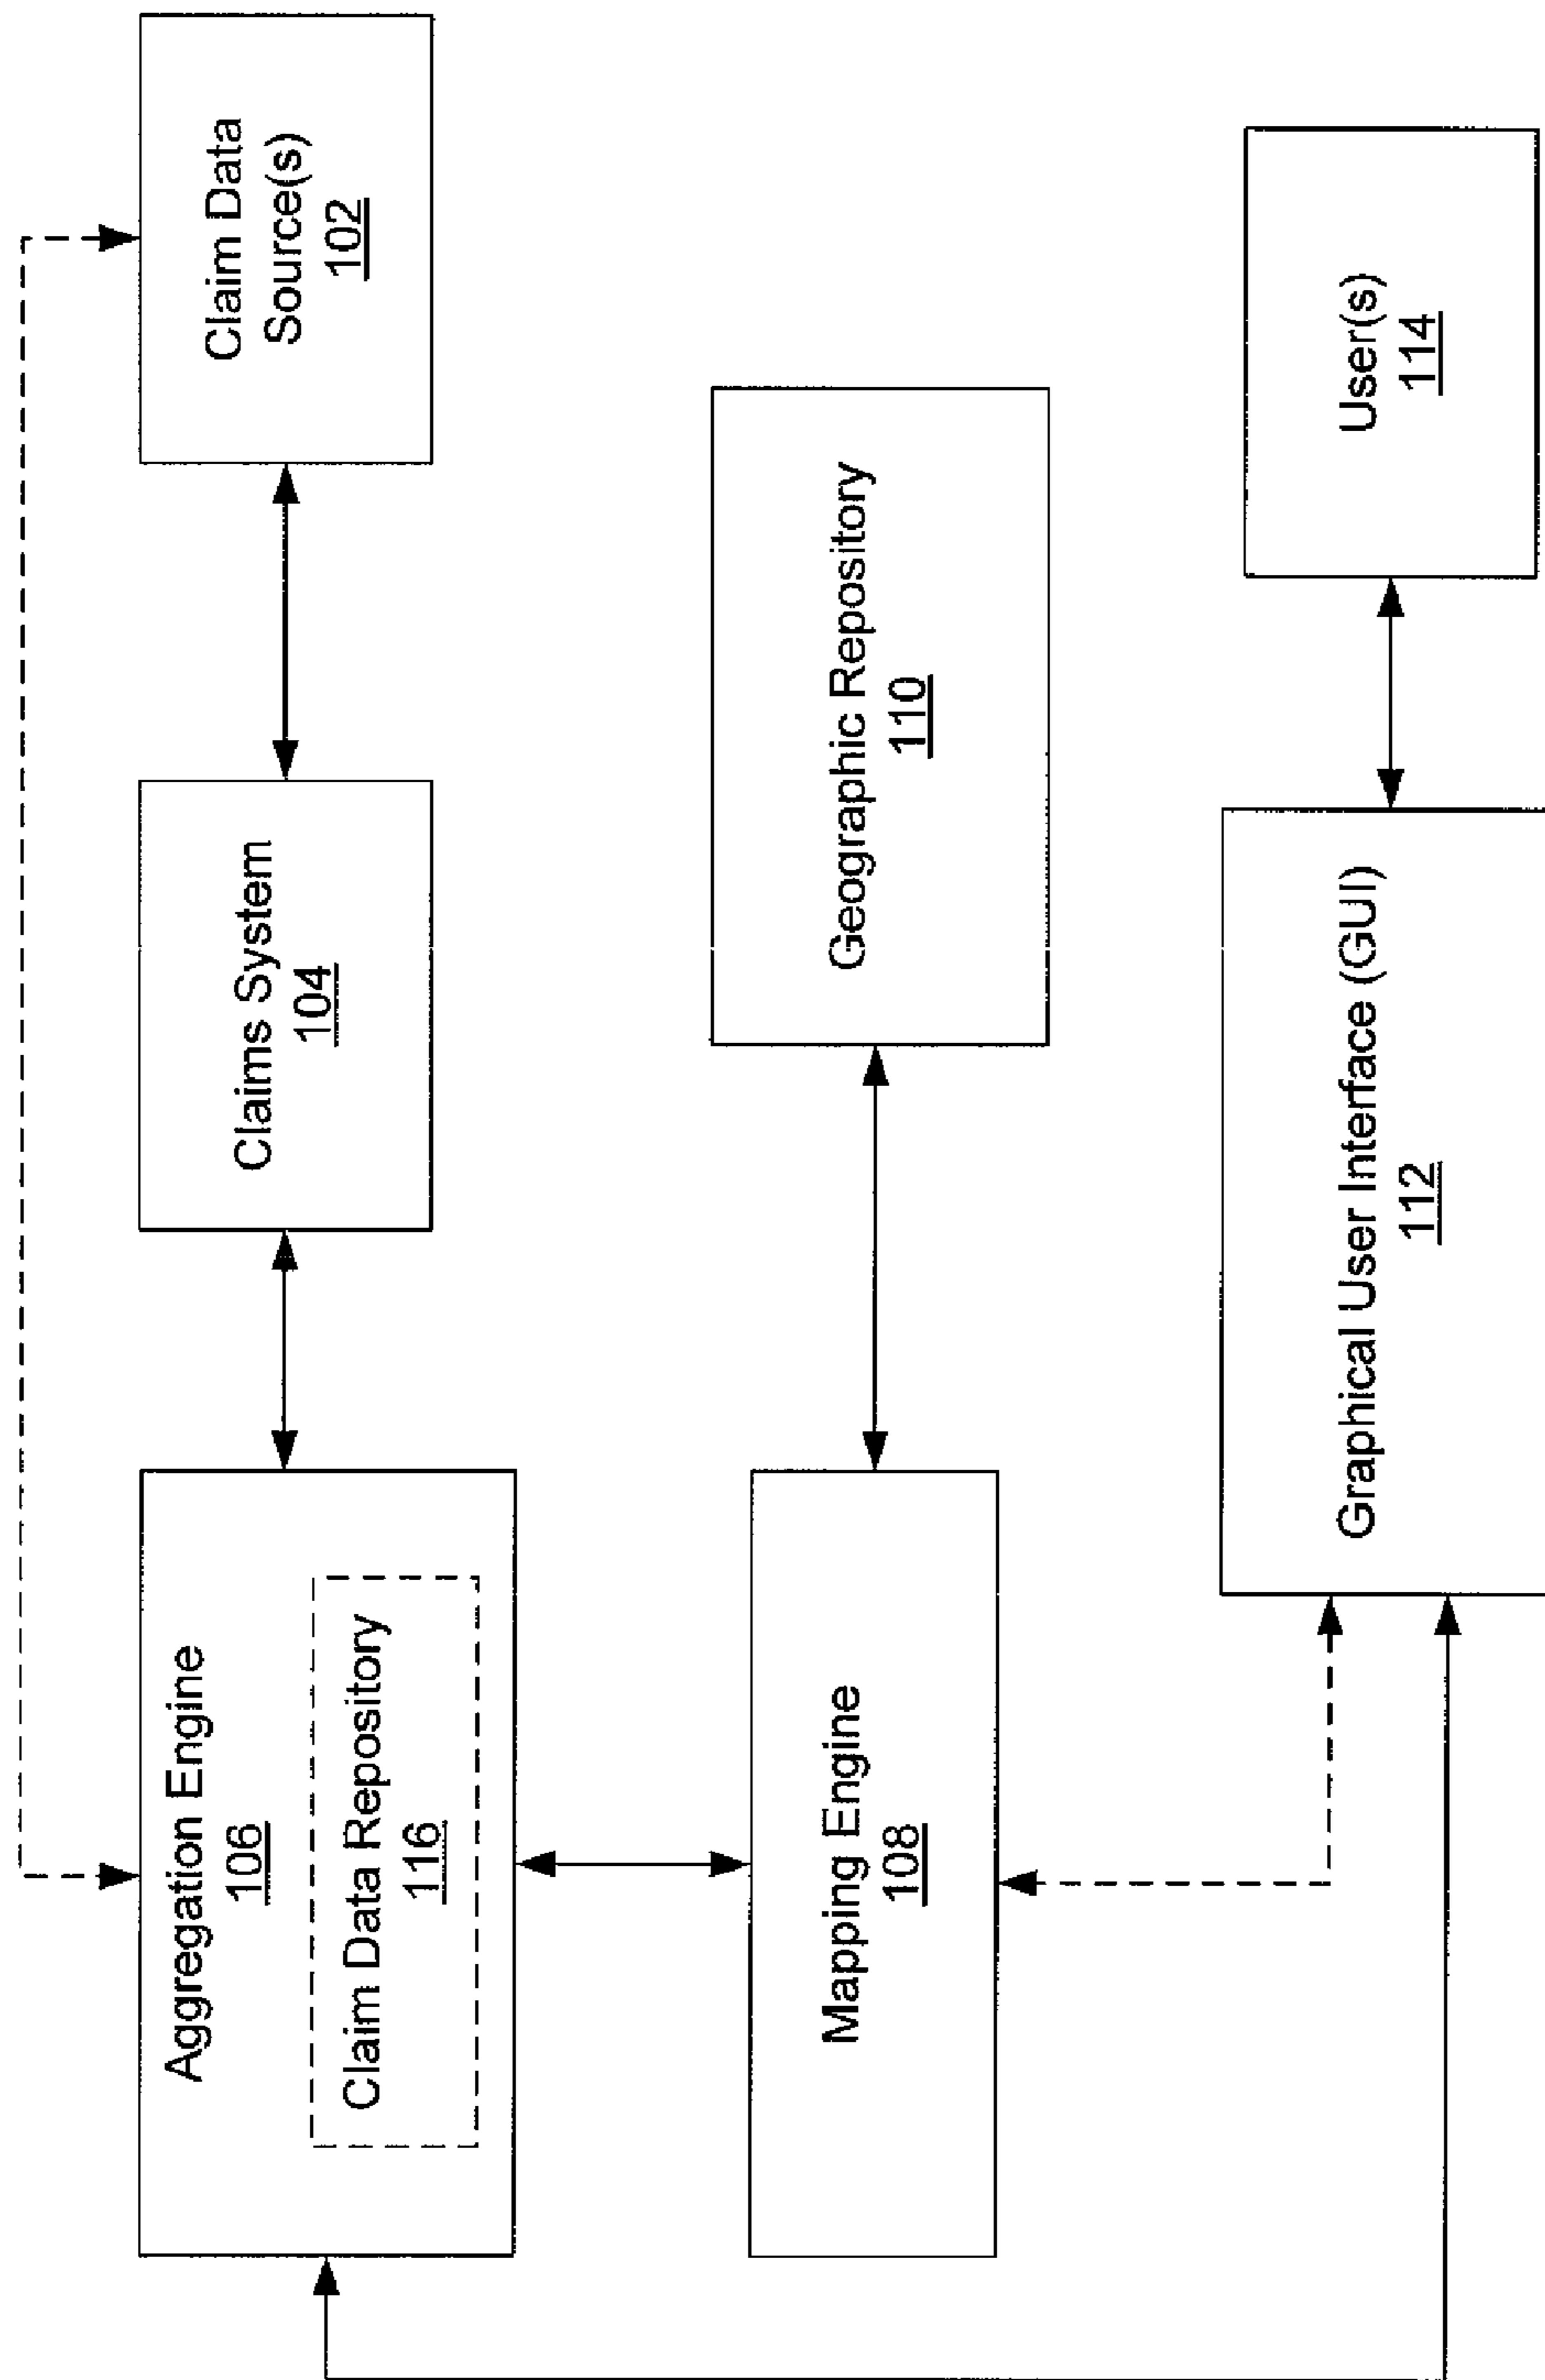 Aggregation Engine
106
Claim Data Repository
116
Claims System
104
Claim Data
Source(s)
102
Mapping Engine
108
Geographic Repository
110
Graphical User Interface (GUI)
112
User(s)
114